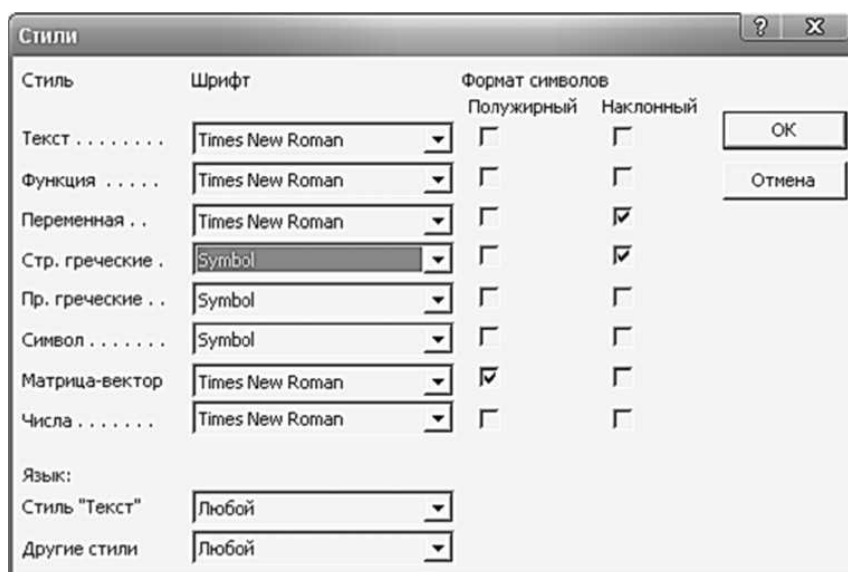 Стили
Стиль Шрифт Формат символов
Полужирный Наклонный
Текст . . . . . . . . Times New Roman OK
Функция . . . . . Times New Roman Отмена
Переменная . . Times New Roman
Стр. греческие . Symbol
Пр. греческие . . Symbol
Символ . . . . . . . Symbol
Матрица-вектор Times New Roman
Числа . . . . . . . Times New Roman
Язык:
Стиль "Текст" Любой
Другие стили Любой